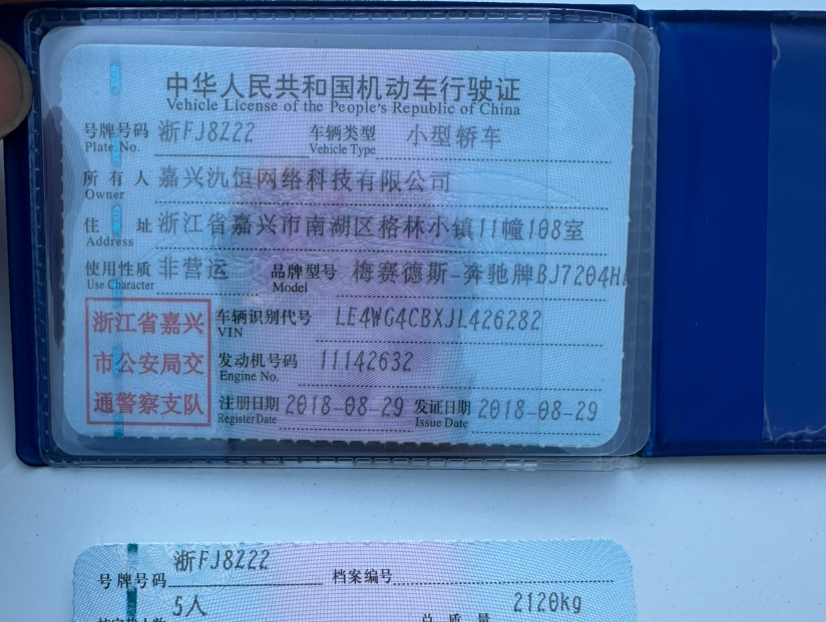 中华人民共和国机动车行驶证
Vehicle License of the People's Republic of China
号牌号码 浙FJ8Z22 车辆类型 小型轿车
Plate No. Vehicle Type
所有人 嘉兴氿恒网络科技有限公司
Owner
住址 浙江省嘉兴市南湖区榕林小镇11幢108室
Address
使用性质 非营运 品牌型号 梅赛德斯-奔驰牌BJ7204H
Use Character Model
浙江省嘉兴 车辆识别代号 LE4WG4CBXJL426282
VIN
市公安局交 发动机号码 11142632
Engine No.
通警察支队 注册日期 2018-08-29 发证日期 2018-08-29
Register Date Issue Date
号牌号码 浙FJ8Z22 档案编号
5人 总质量 2120kg